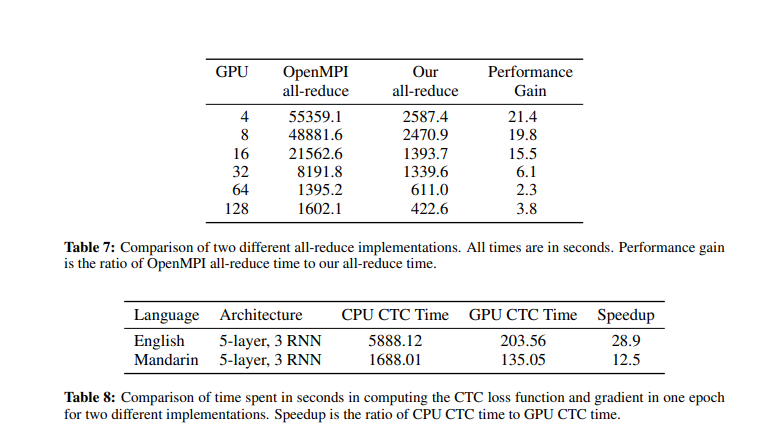 GPU OpenMPI Our Performance
all-reduce all-reduce Gain
4 55359.1 2587.4 21.4
8 48881.6 2470.9 19.8
16 21562.6 1393.7 15.5
32 8191.8 1339.6 6.1
64 1395.2 611.0 2.3
128 1602.1 422.6 3.8
Table 7: Comparison of two different all-reduce implementations. All times are in seconds. Performance gain
is the ratio of OpenMPI all-reduce time to our all-reduce time.
Language Architecture CPU CTC Time GPU CTC Time Speedup
English 5-layer, 3 RNN 5888.12 203.56 28.9
Mandarin 5-layer, 3 RNN 1688.01 135.05 12.5
Table 8: Comparison of time spent in seconds in computing the CTC loss function and gradient in one epoch
for two different implementations. Speedup is the ratio of CPU CTC time to GPU CTC time.